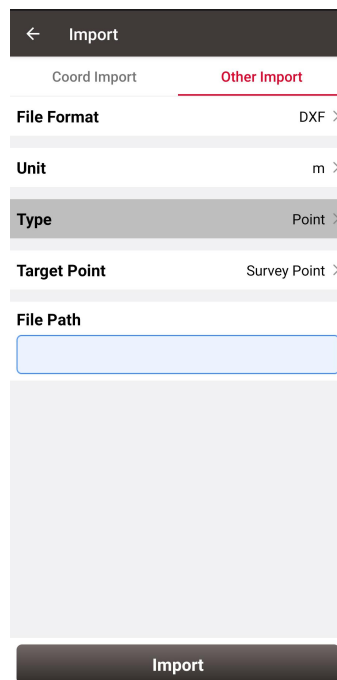 Import
Coord Import Other Import
File Format DXF
Unit m
Type Point
Target Point Survey Point
File Path
Import